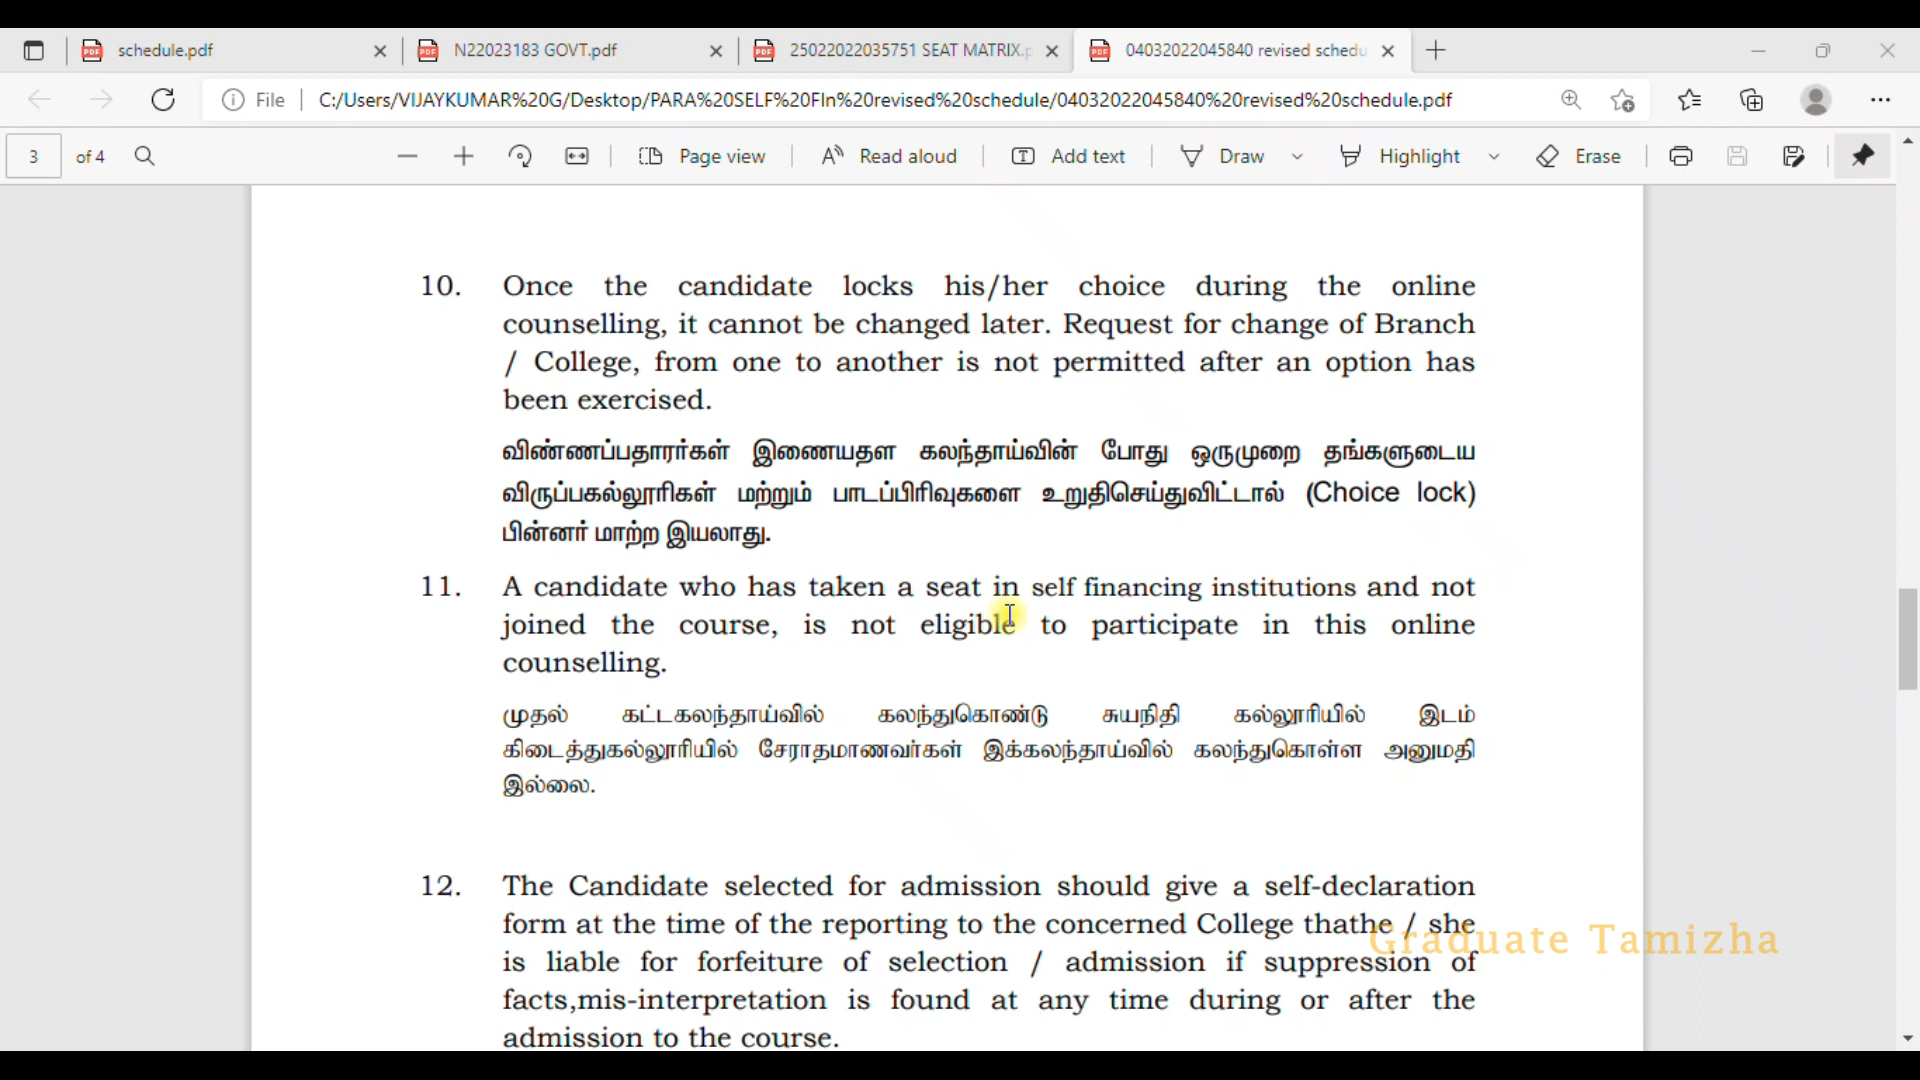 schedule.pdf
N22023183 GOVT.pdf
25022022035751 SEAT MATRIX.p
04032022045840 revised schedu
File
C:/Users/VIJAYKUMAR%20G/Desktop/PARA%20SELF%20FIn%20revised%20schedule/04032022045840%20revised%20schedule.pdf
3 of 4
Page view
Read aloud
Add text
Draw
Highlight
Erase
10. Once the candidate locks his/her choice during the online
counselling, it cannot be changed later. Request for change of Branch
/ College, from one to another is not permitted after an option has
been exercised.
விண்ணப்பதாரர்கள் இணையதள கலந்தாய்வின் போது ஒருமுறை தங்களுடைய
விருப்பகல்லூரிகள் மற்றும் பாடப்பிரிவுகளை உறுதிசெய்துவிட்டால் (Choice lock)
பின்னர் மாற்ற இயலாது.
11. A candidate who has taken a seat in self financing institutions and not
joined the course, is not eligible to participate in this online
counselling.
முதல் கட்டகலந்தாய்வில் கலந்துகொண்டு சுயநிதி கல்லூரியில் இடம்
கிடைத்துகல்லூரியில் சேராதமாணவர்கள் இக்கலந்தாய்வில் கலந்துகொள்ள அனுமதி
இல்லை.
12. The Candidate selected for admission should give a self-declaration
form at the time of the reporting to the concerned College thathe / she
is liable for forfeiture of selection / admission if suppression of
facts,mis-interpretation is found at any time during or after the
admission to the course.
Graduate Tamizha